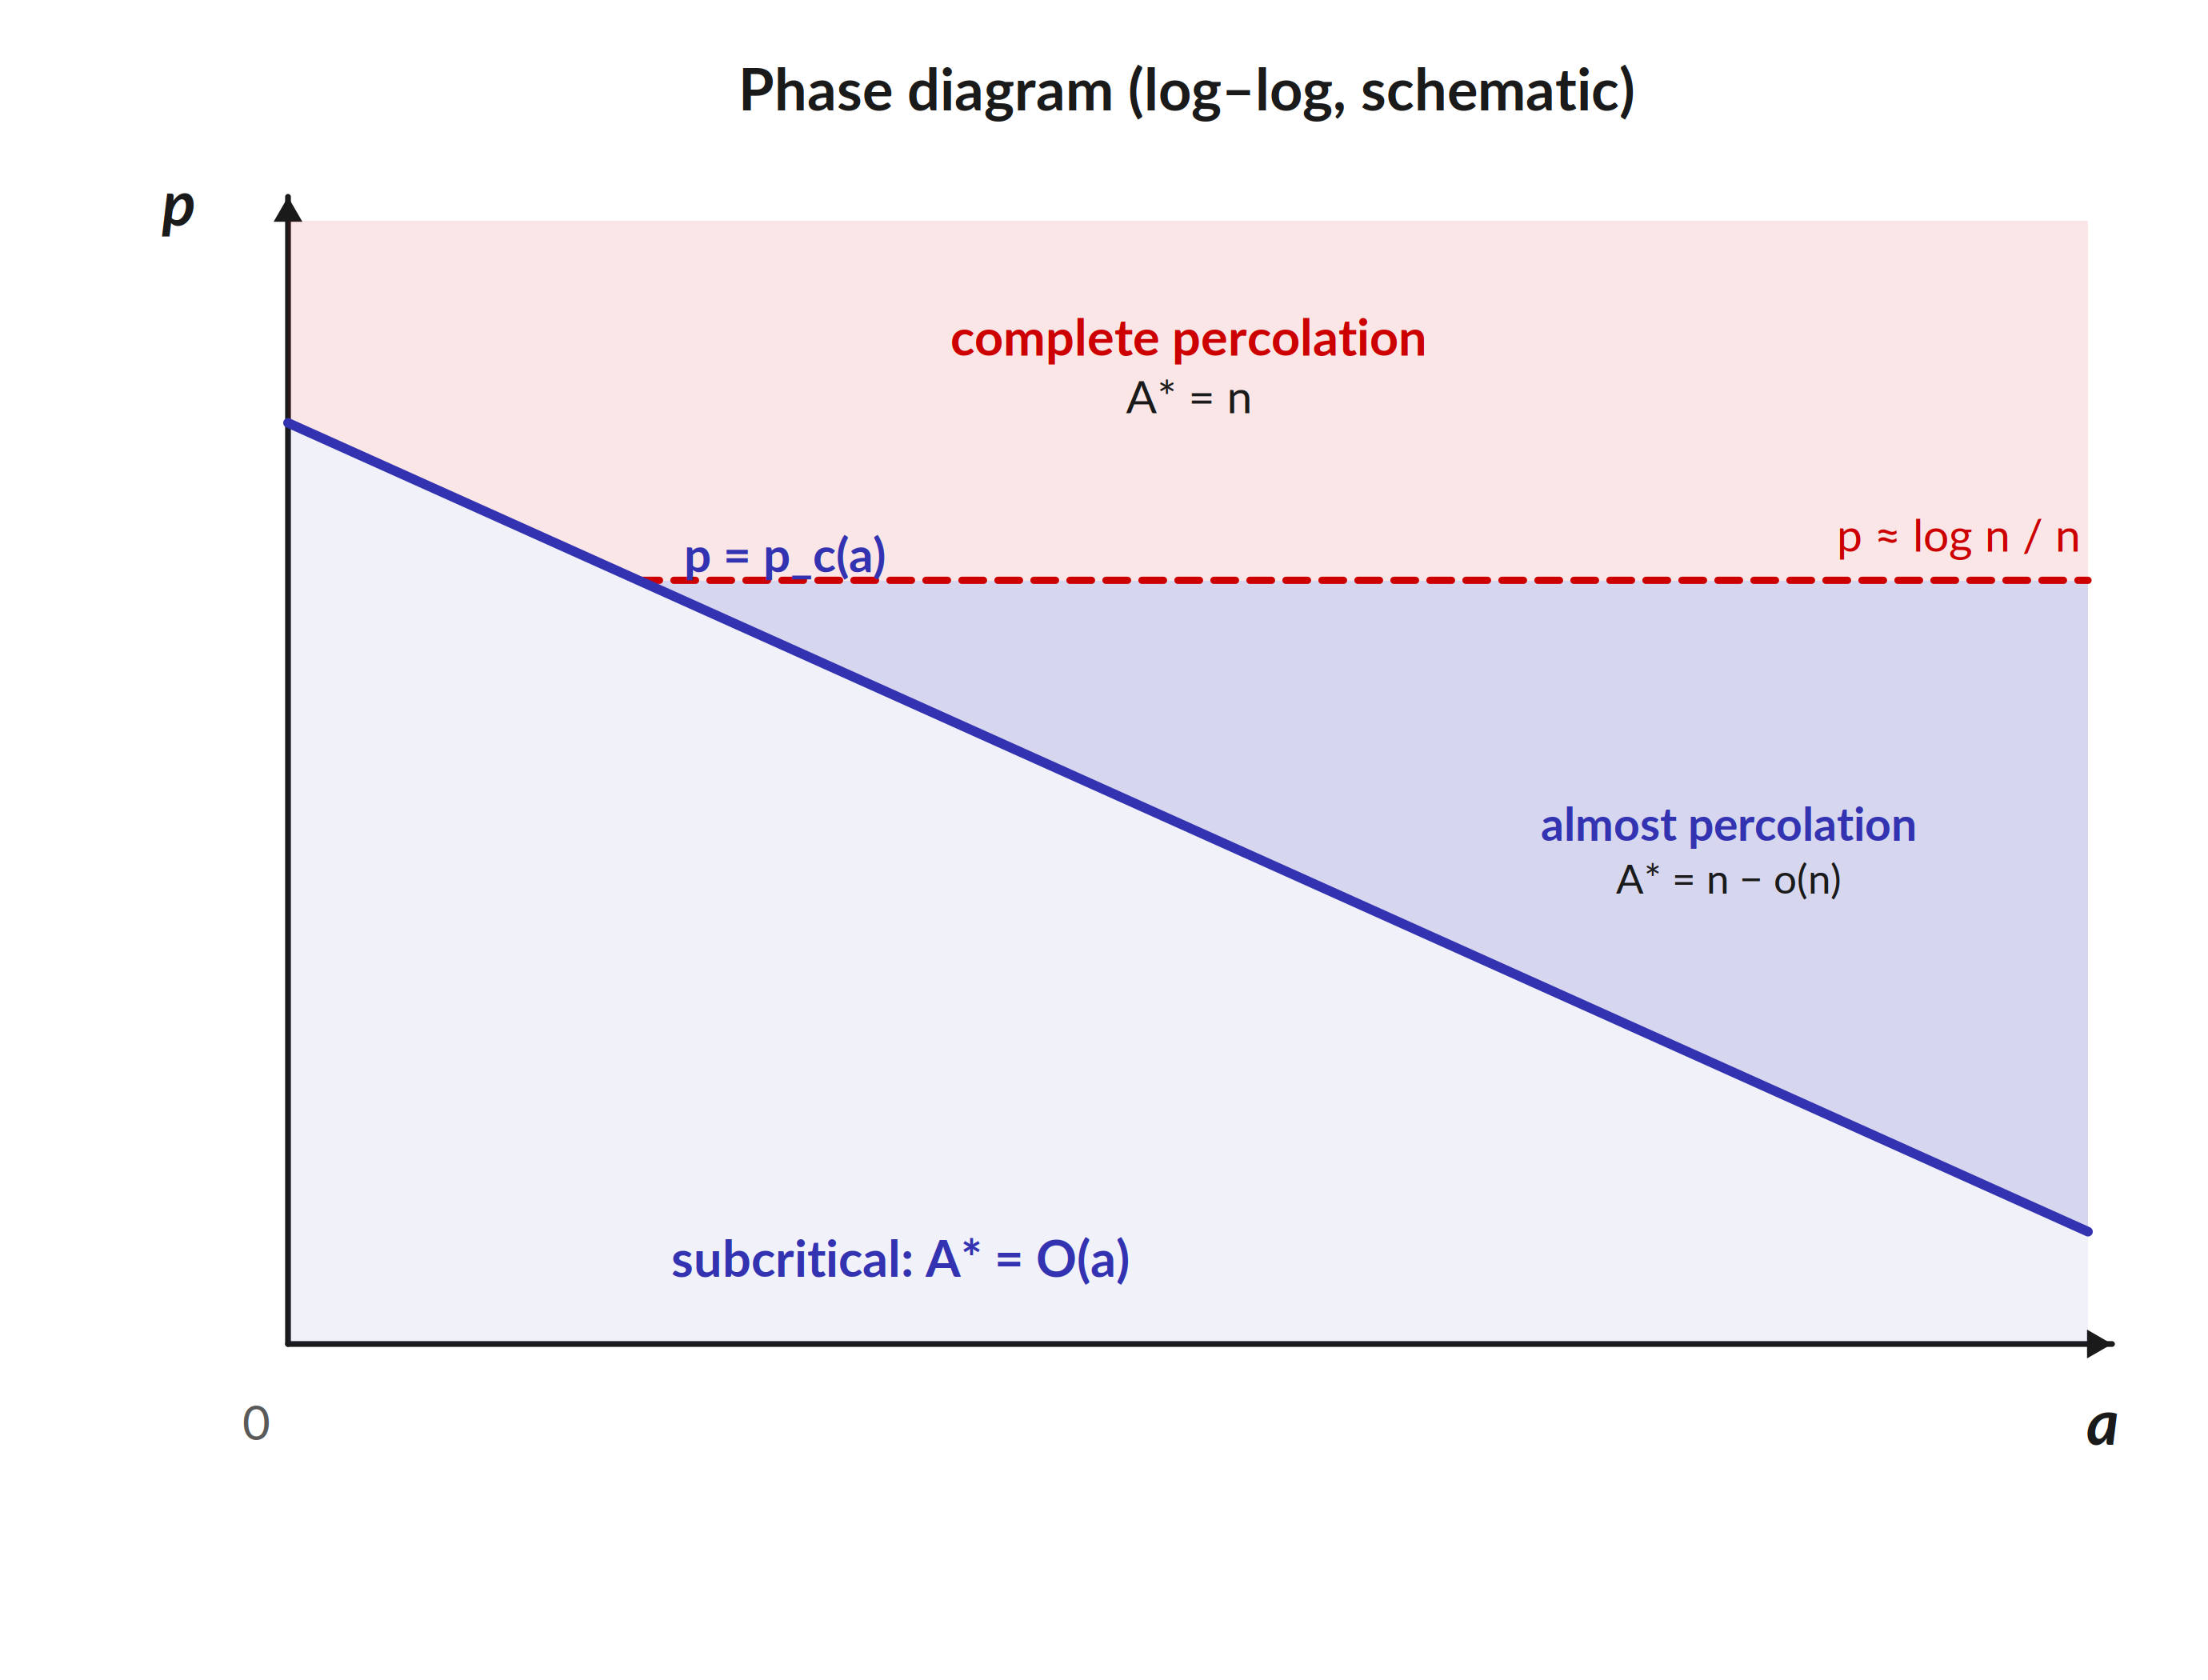 Phase diagram (log–log, schematic)
p
complete percolation
A* = n
p ≈ log n / n
p = p_c(a)
almost percolation
A* = n − o(n)
subcritical: A* = O(a)
0
a